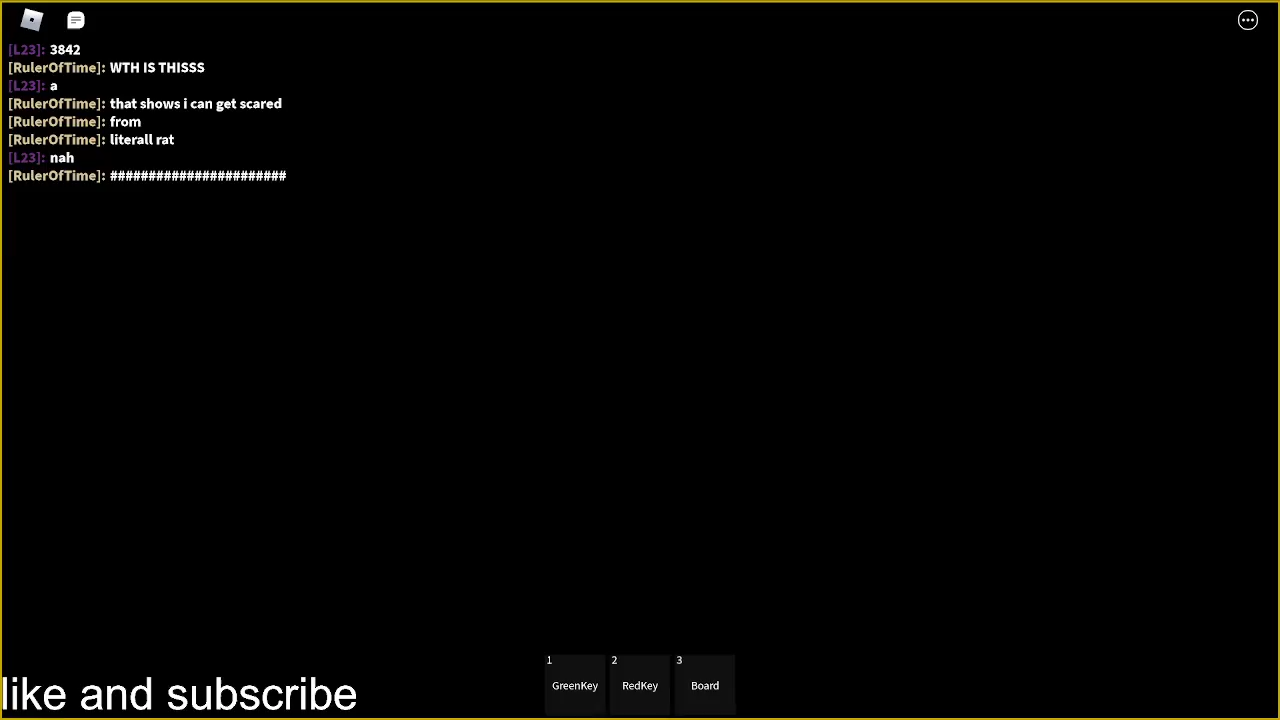 [L23]: 3842
[RulerOfTime]: WTH IS THISSS
[L23]: a
[RulerOfTime]: that shows i can get scared
[RulerOfTime]: from
[RulerOfTime]: literall rat
[L23]: nah
[RulerOfTime]: #######################
1 2 3
GreenKey RedKey Board
like and subscribe